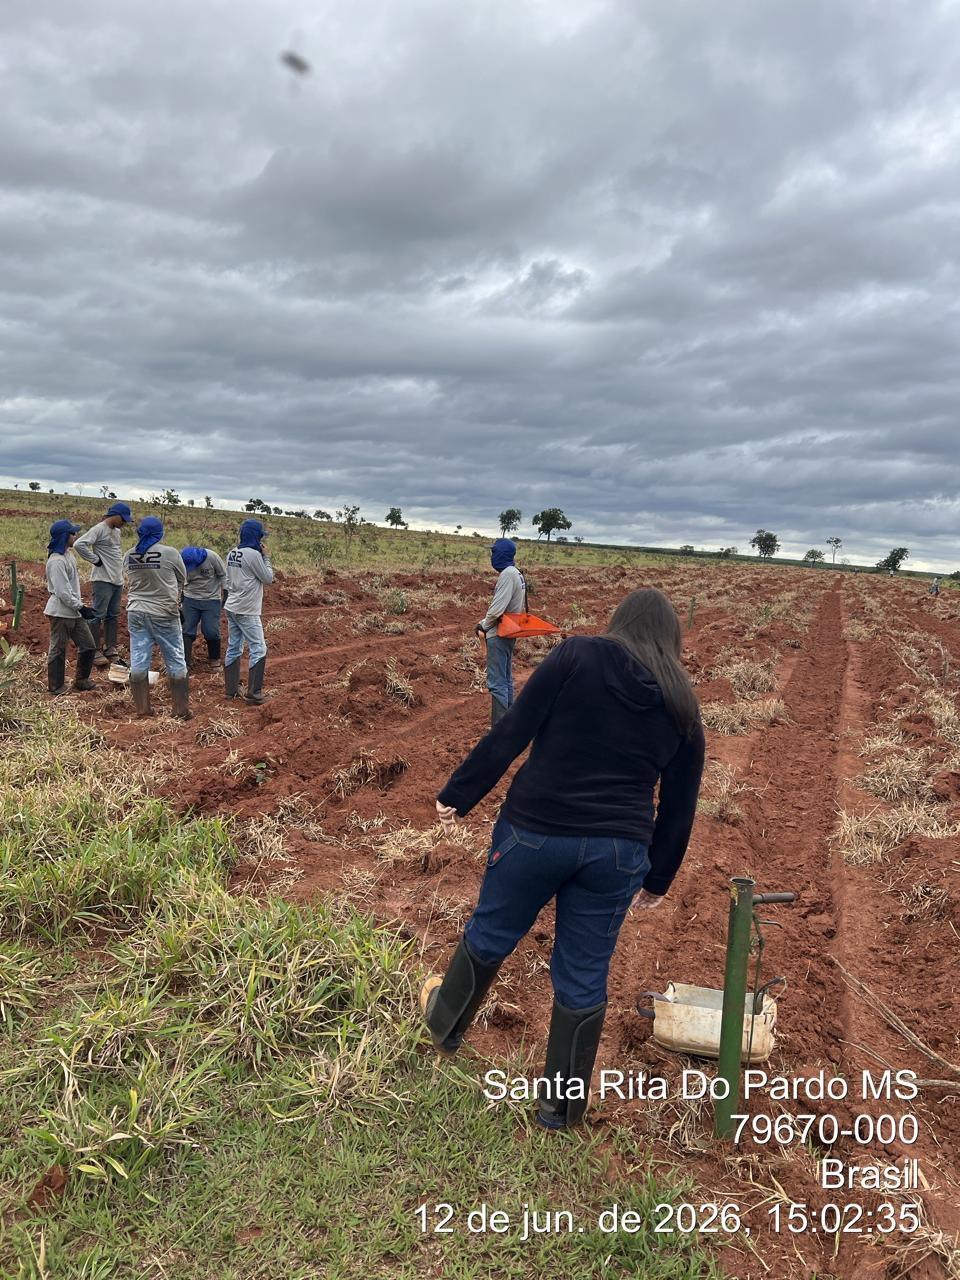 Santa Rita Do Pardo MS
79670-000
Brasil
12 de jun. de 2026, 15:02:35